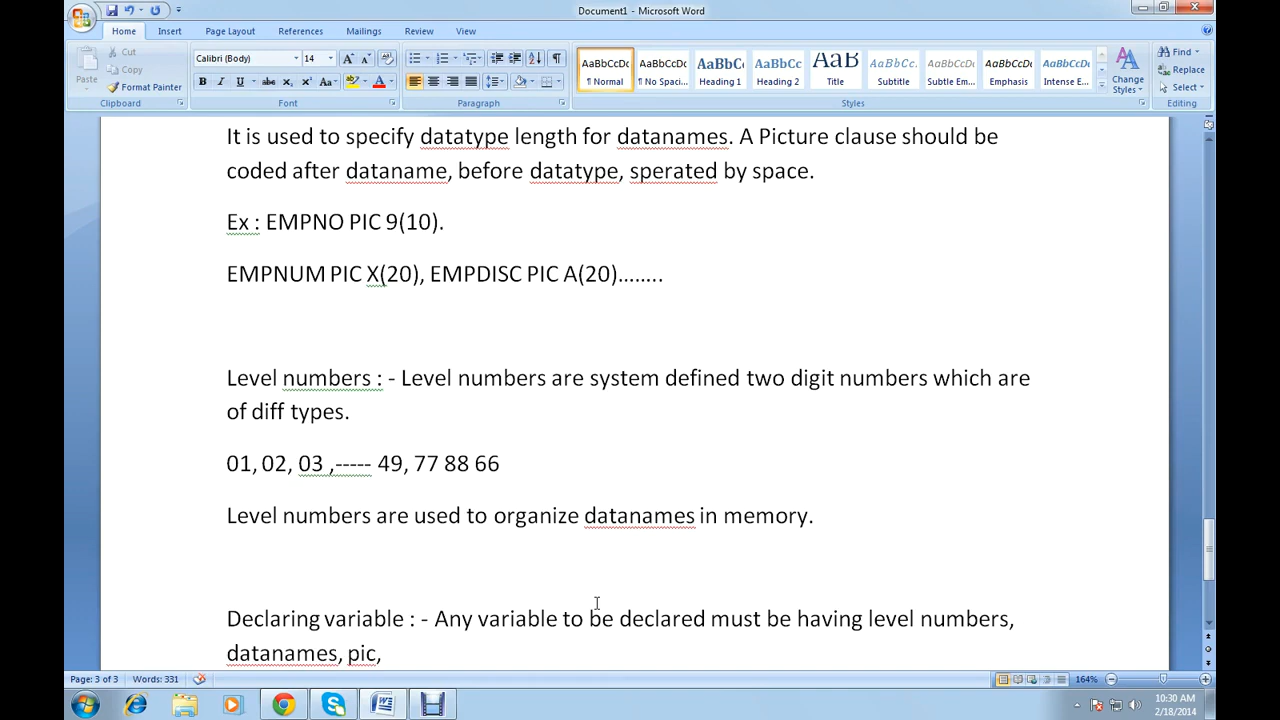 Document1 - Microsoft Word
Home Insert Page Layout References Mailings Review View
Paste
Cut
Copy
Format Painter
Clipboard
Calibri (Body) 14
Font
Paragraph
AaBbCcDc AaBbCcDc AaBbC AaBbCc AaBb AaBbCc. AaBbCcDc AaBbCcDc AaBbCcDc
¶ Normal ¶ No Spaci... Heading 1 Heading 2 Title Subtitle Subtle Em... Emphasis Intense E...
Styles
Change
Styles
Find
Replace
Select
Editing
It is used to specify datatype length for datanames. A Picture clause should be
coded after dataname, before datatype, sperated by space.
Ex : EMPNO PIC 9(10).
EMPNUM PIC X(20), EMPDISC PIC A(20)........
Level numbers : - Level numbers are system defined two digit numbers which are
of diff types.
01, 02, 03 ,----- 49, 77 88 66
Level numbers are used to organize datanames in memory.
Declaring variable : - Any variable to be declared must be having level numbers,
datanames, pic,
Page: 3 of 3 Words: 331 164%
10:30 AM
2/18/2014